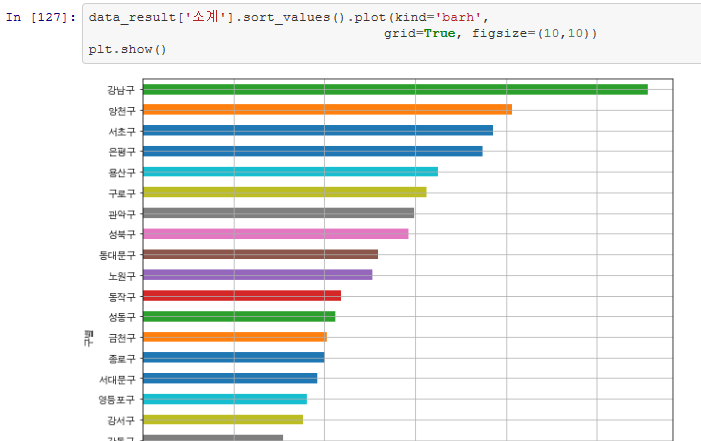 In [127]: data_result['소계'].sort_values().plot(kind='barh',
grid=True, figsize=(10,10))
plt.show()
강남구
양천구
서초구
은평구
용산구
구로구
관악구
성북구
동대문구
노원구
동작구
성동구
금천구
구별
종로구
서대문구
영등포구
강서구